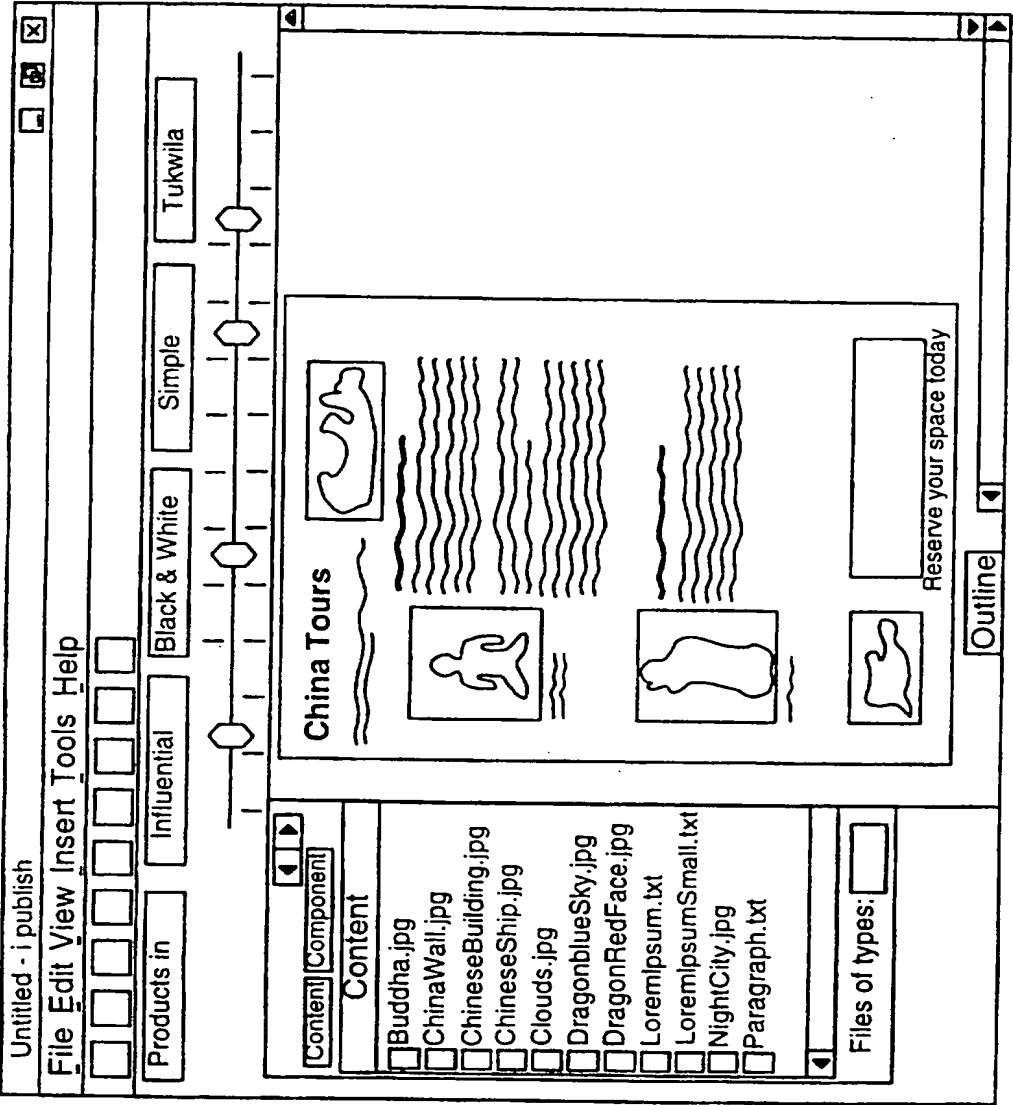 Untitled - i publish
File Edit View Insert Tools Help
Products in Influential Black & White Simple Tukwila
Content Component
Content
Buddha.jpg
ChinaWall.jpg
ChineseBuilding.jpg
ChineseShip.jpg
Clouds.jpg
DragonblueSky.jpg
DragonRedFace.jpg
LoremIpsum.txt
LoremIpsumSmall.txt
NightCity.jpg
Paragraph.txt
Files of types:
China Tours
Reserve your space today
Outline